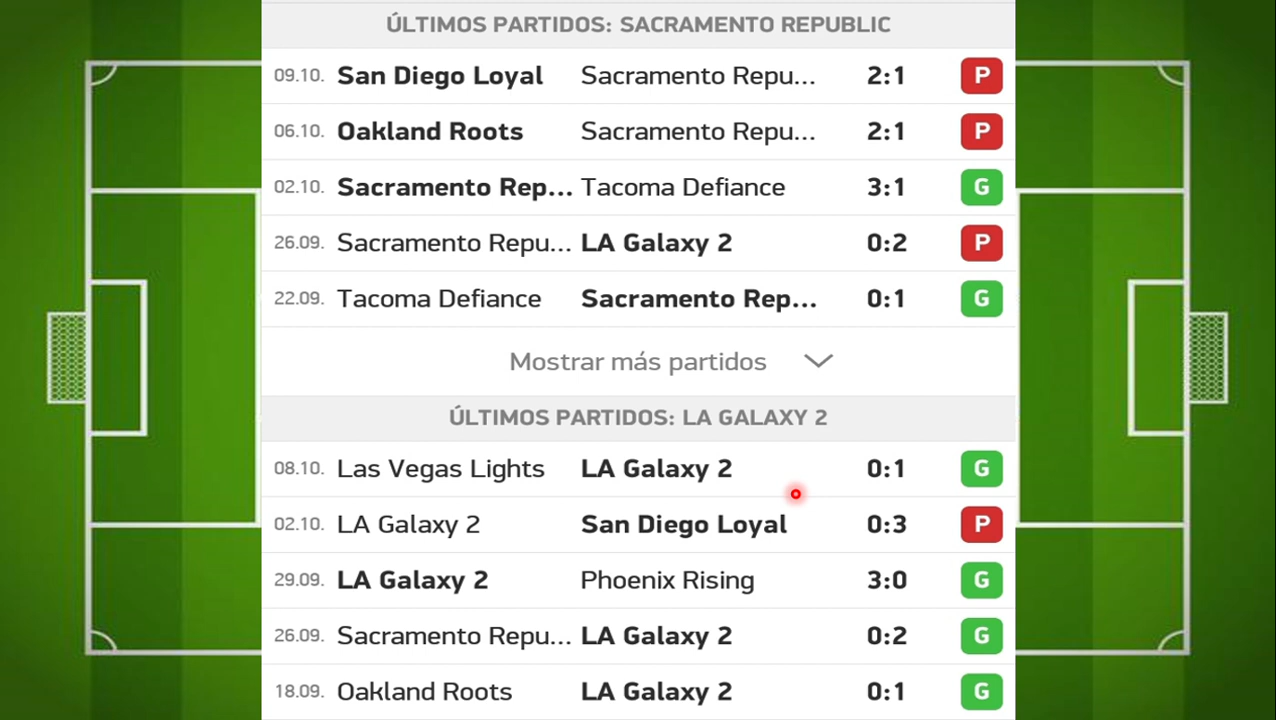 ÚLTIMOS PARTIDOS: SACRAMENTO REPUBLIC
09.10. San Diego Loyal Sacramento Repu... 2:1 P
06.10. Oakland Roots Sacramento Repu... 2:1 P
02.10. Sacramento Rep... Tacoma Defiance 3:1 G
26.09. Sacramento Repu... LA Galaxy 2 0:2 P
22.09. Tacoma Defiance Sacramento Rep... 0:1 G
Mostrar más partidos
ÚLTIMOS PARTIDOS: LA GALAXY 2
08.10. Las Vegas Lights LA Galaxy 2 0:1 G
02.10. LA Galaxy 2 San Diego Loyal 0:3 P
29.09. LA Galaxy 2 Phoenix Rising 3:0 G
26.09. Sacramento Repu... LA Galaxy 2 0:2 G
18.09. Oakland Roots LA Galaxy 2 0:1 G